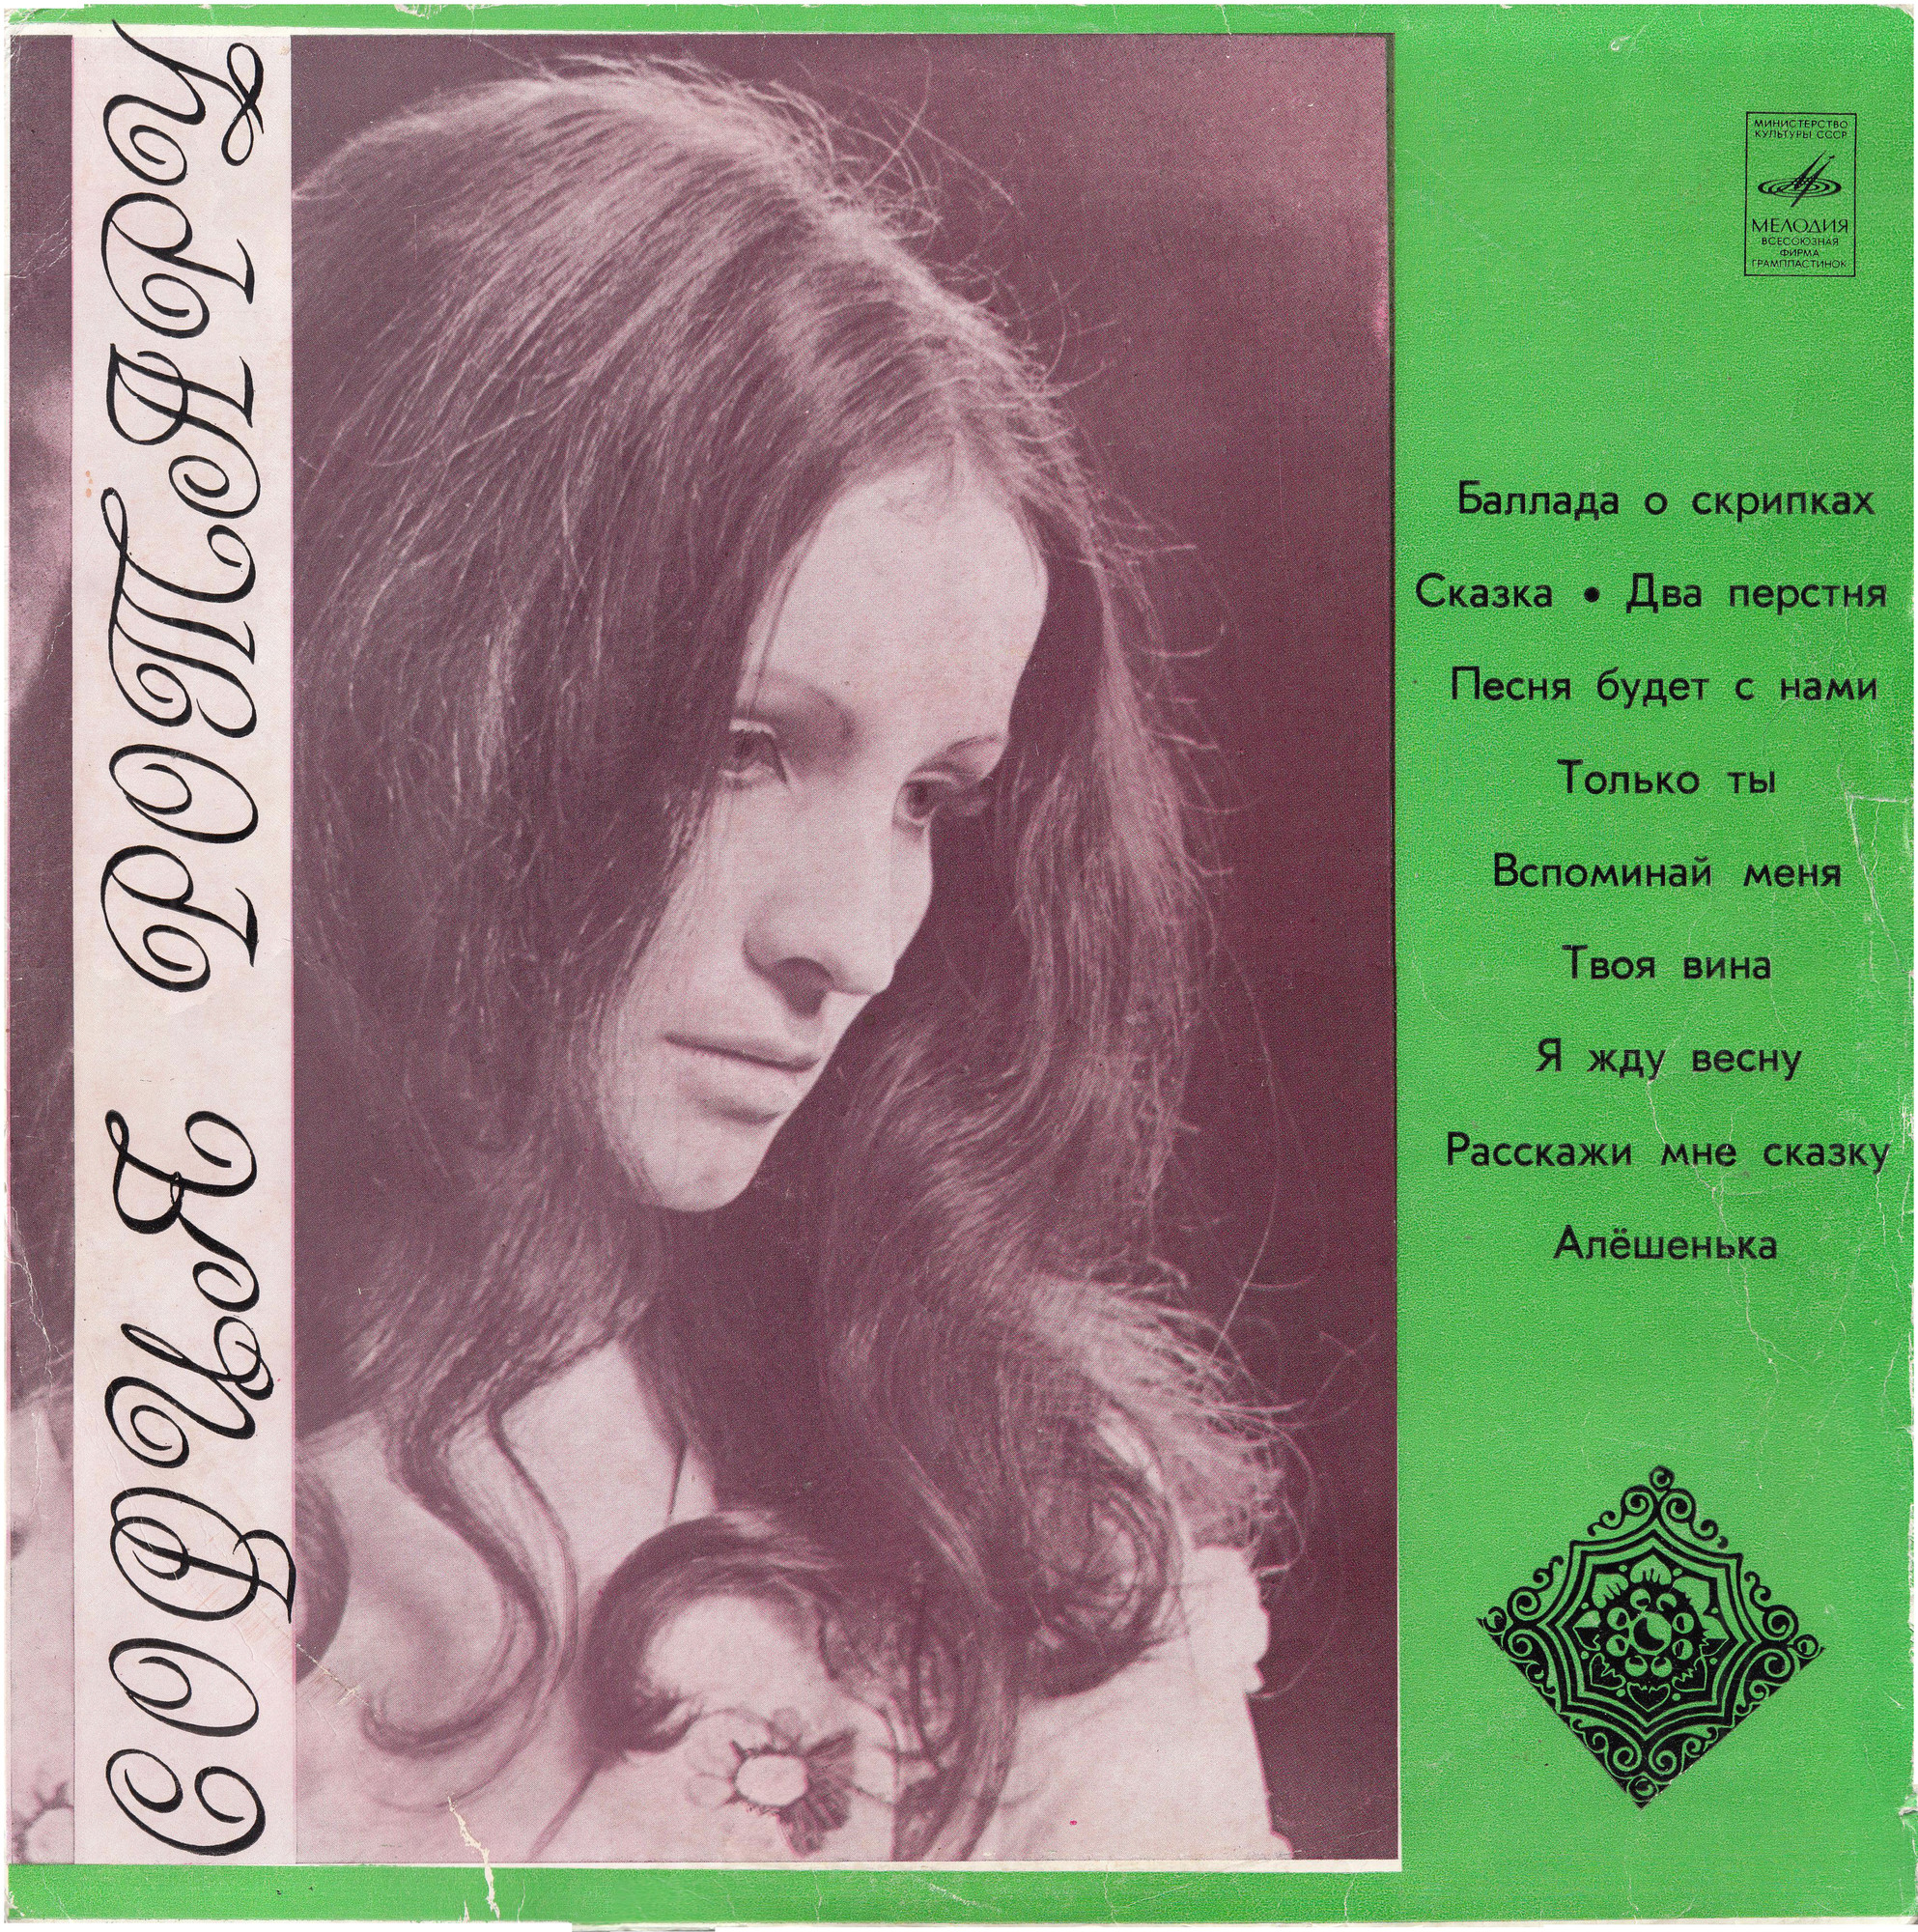 СОФИЯ РОТАРУ
МИНИСТЕРСТВО
КУЛЬТУРЫ СССР
МЕЛОДИЯ
ВСЕСОЮЗНАЯ
ФИРМА
ГРАМПЛАСТИНОК
Баллада о скрипках
Сказка • Два перстня
Песня будет с нами
Только ты
Вспоминай меня
Твоя вина
Я жду весну
Расскажи мне сказку
Алёшенька